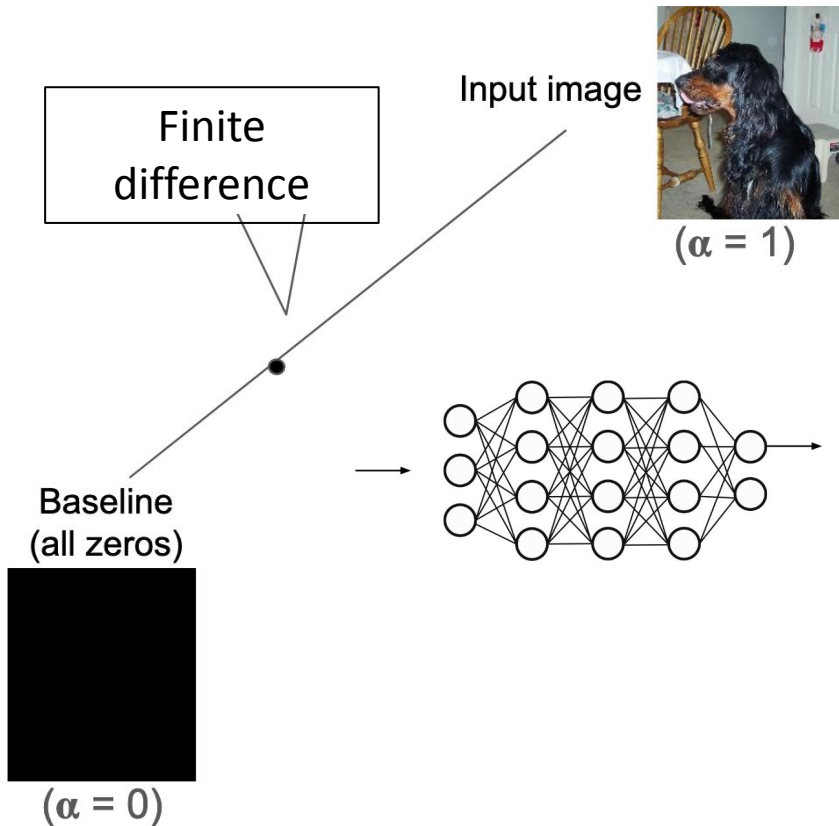 Input image
Finite
difference
(α = 1)
Baseline
(all zeros)
(α = 0)